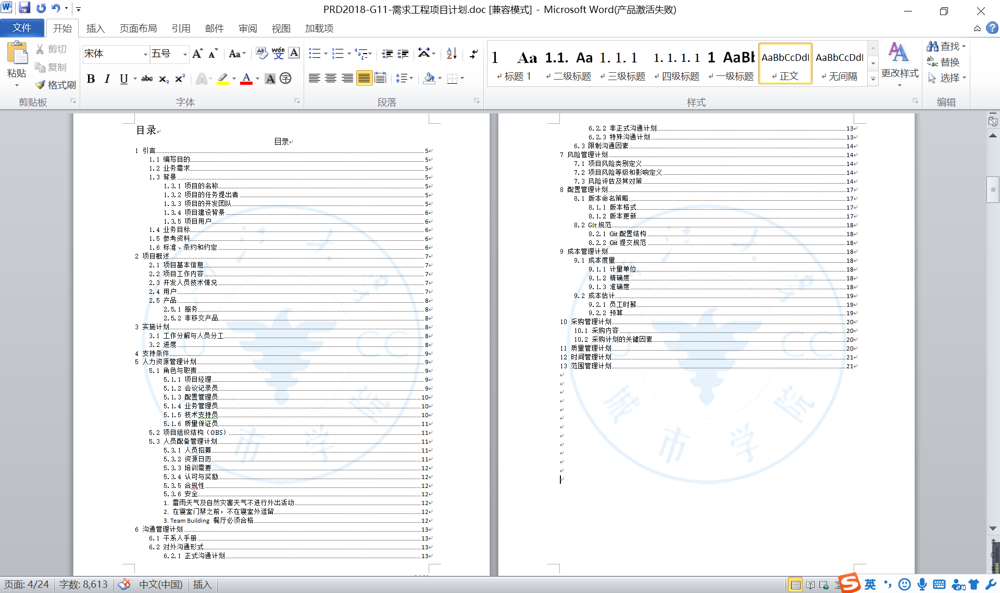 PRD2018-G11-需求工程项目计划.doc [兼容模式] - Microsoft Word(产品激活失败)
文件 开始 插入 页面布局 引用 邮件 审阅 视图 加载项
粘贴 剪切 复制 格式刷 剪贴板
宋体 五号 字体
段落
1 Aa 标题 1
1.1. Aa 二级标题
1. 1. 1 三级标题
1. 1. 1. 1 四级标题
1 AaBb 一级标题
AaBbCcDdI 正文
AaBbCcDdI 无间隔
更改样式 样式
查找 替换 选择 编辑
目录
目录
1 引言 5
1.1 编写目的 5
1.2 业务需求 5
1.3 背景 5
1.3.1 项目的名称 5
1.3.2 项目的任务提出者 5
1.3.3 项目的开发团队 5
1.3.4 项目建设背景 6
1.3.5 项目用户 6
1.4 业务目标 6
1.5 参考资料 6
1.6 标准、条约和约定 6
2 项目概述 7
2.1 项目基本信息 7
2.2 项目工作内容 7
2.3 开发人员技术情况 7
2.4 用户 7
2.5 产品 8
2.5.1 服务 8
2.5.2 非移交产品 8
3 实施计划 8
3.1 工作分解与人员分工 8
3.2 进度 8
4 支持条件 9
5 人力资源管理计划 9
5.1 角色与职责 9
5.1.1 项目经理 9
5.1.2 会议记录员 9
5.1.3 配置管理员 10
5.1.4 业务管理员 10
5.1.5 技术支持员 10
5.1.6 质量保证员 11
5.2 项目组织结构（OBS） 11
5.3 人员配备管理计划 11
5.3.1 人员招募 11
5.3.2 资源日历 11
5.3.3 培训需要 12
5.3.4 认可与奖励 12
5.3.5 合规性 12
5.3.6 安全 12
1. 雷雨天气及自然灾害天气不进行外出活动 12
2. 在寝室门禁之前，不在寝室外逗留 12
3. Team Building 餐厅必须合格 12
6 沟通管理计划 13
6.1 干系人手册 13
6.2 对外沟通形式 13
6.2.1 正式沟通计划 13
6.2.2 非正式沟通计划 13
6.2.3 特殊沟通计划 13
6.3 限制沟通因素 14
7 风险管理计划 14
7.1 项目风险类别定义 14
7.2 项目风险等级和影响定义 14
7.3 风险评估及其对策 14
8 配置管理计划 17
8.1 版本命名策略 17
8.1.1 版本格式 17
8.1.2 版本更新 17
8.2 Git 规范 18
8.2.1 Git 配置结构 18
8.2.2 Git 提交规范 18
9 成本管理计划 18
9.1 成本度量 18
9.1.1 计量单位 18
9.1.2 精确度 18
9.1.3 准确度 18
9.2 成本估计 19
9.2.1 员工时薪 19
9.2.2 预算 19
10 采购管理计划 20
10.1 采购内容 20
10.2 采购计划的关键因素 20
11 质量管理计划 20
12 时间管理计划 21
13 范围管理计划 21
页面: 4/24 字数: 8,613 中文(中国) 插入
英